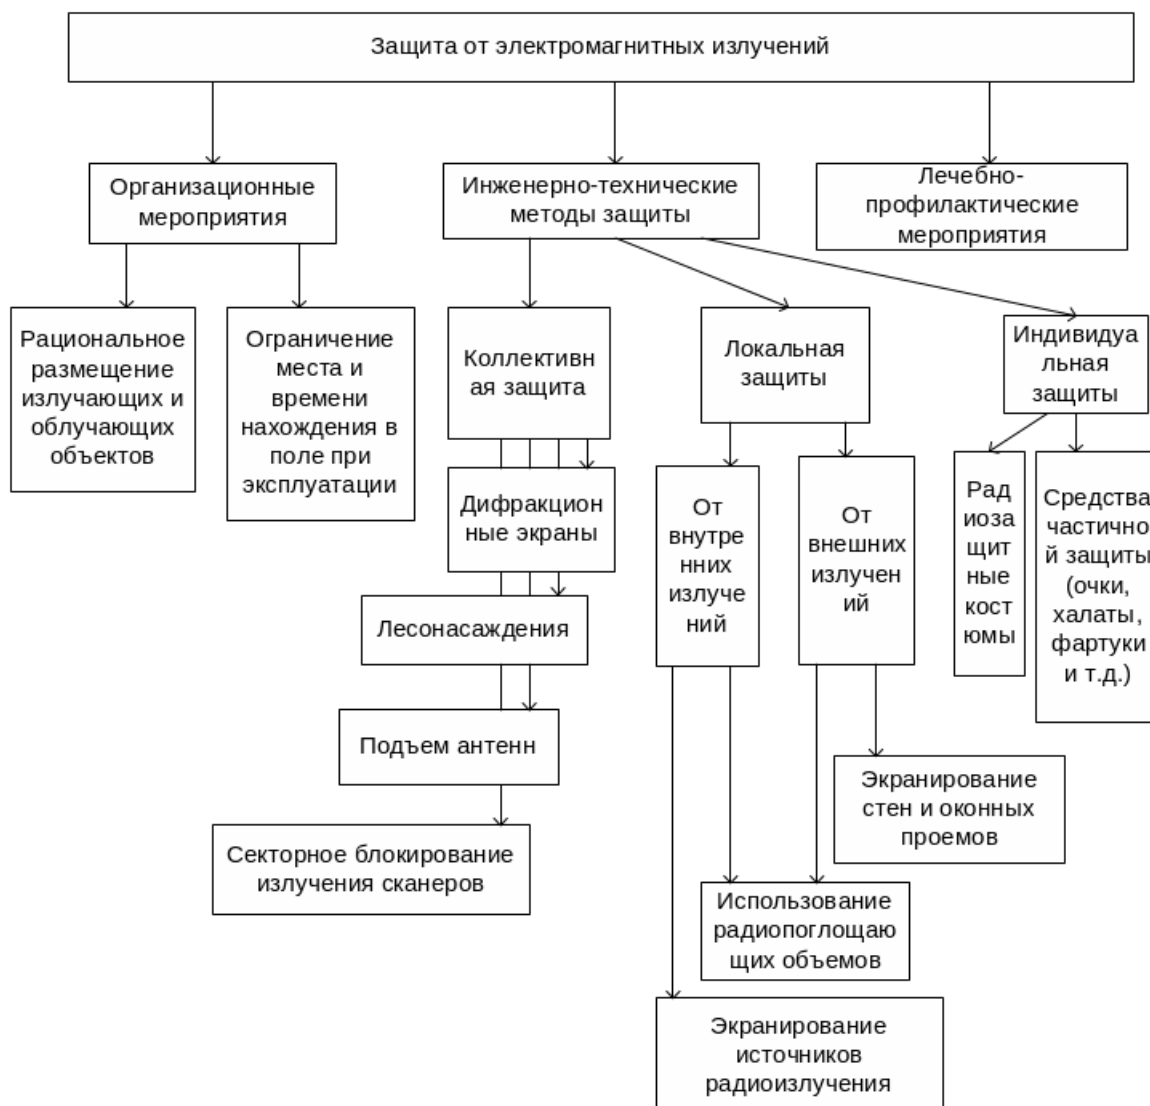 Защита от электромагнитных излучений
Организационные
мероприятия
Инженерно-технические
методы защиты
Лечебно-
профилактические
мероприятия
Рациональное
размещение
излучающих и
облучающих
объектов
Ограничение
места и
времени
нахождения в
поле при
эксплуатации
Коллективн
ая защита
Локальная
защиты
Индивидуа
льная
защиты
Дифракцион
ные экраны
От
внутре
нних
излуче
ний
От
внешних
излучен
ий
Рад
иоза
щит
ные
кост
юмы
Средства
частично
й защиты
(очки,
халаты,
фартуки
и т.д.)
Лесонасаждения
Подъем антенн
Экранирование
стен и оконных
проемов
Секторное блокирование
излучения сканеров
Использование
радиопоглощаю
щих объемов
Экранирование
источников
радиоизлучения